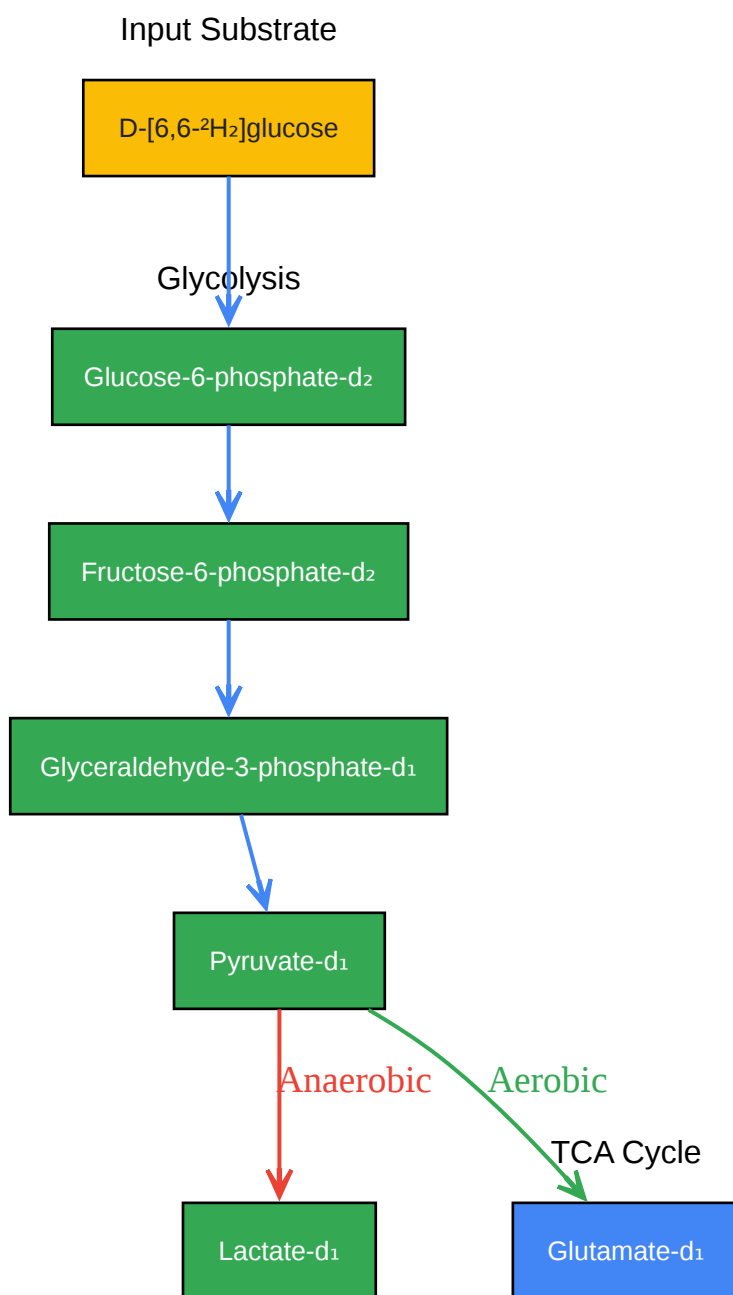 Input Substrate
D-[6,6-²H₂]glucose
Glycolysis
Glucose-6-phosphate-d₂
Fructose-6-phosphate-d₂
Glyceraldehyde-3-phosphate-d₁
Pyruvate-d₁
Anaerobic
Aerobic
TCA Cycle
Lactate-d₁
Glutamate-d₁